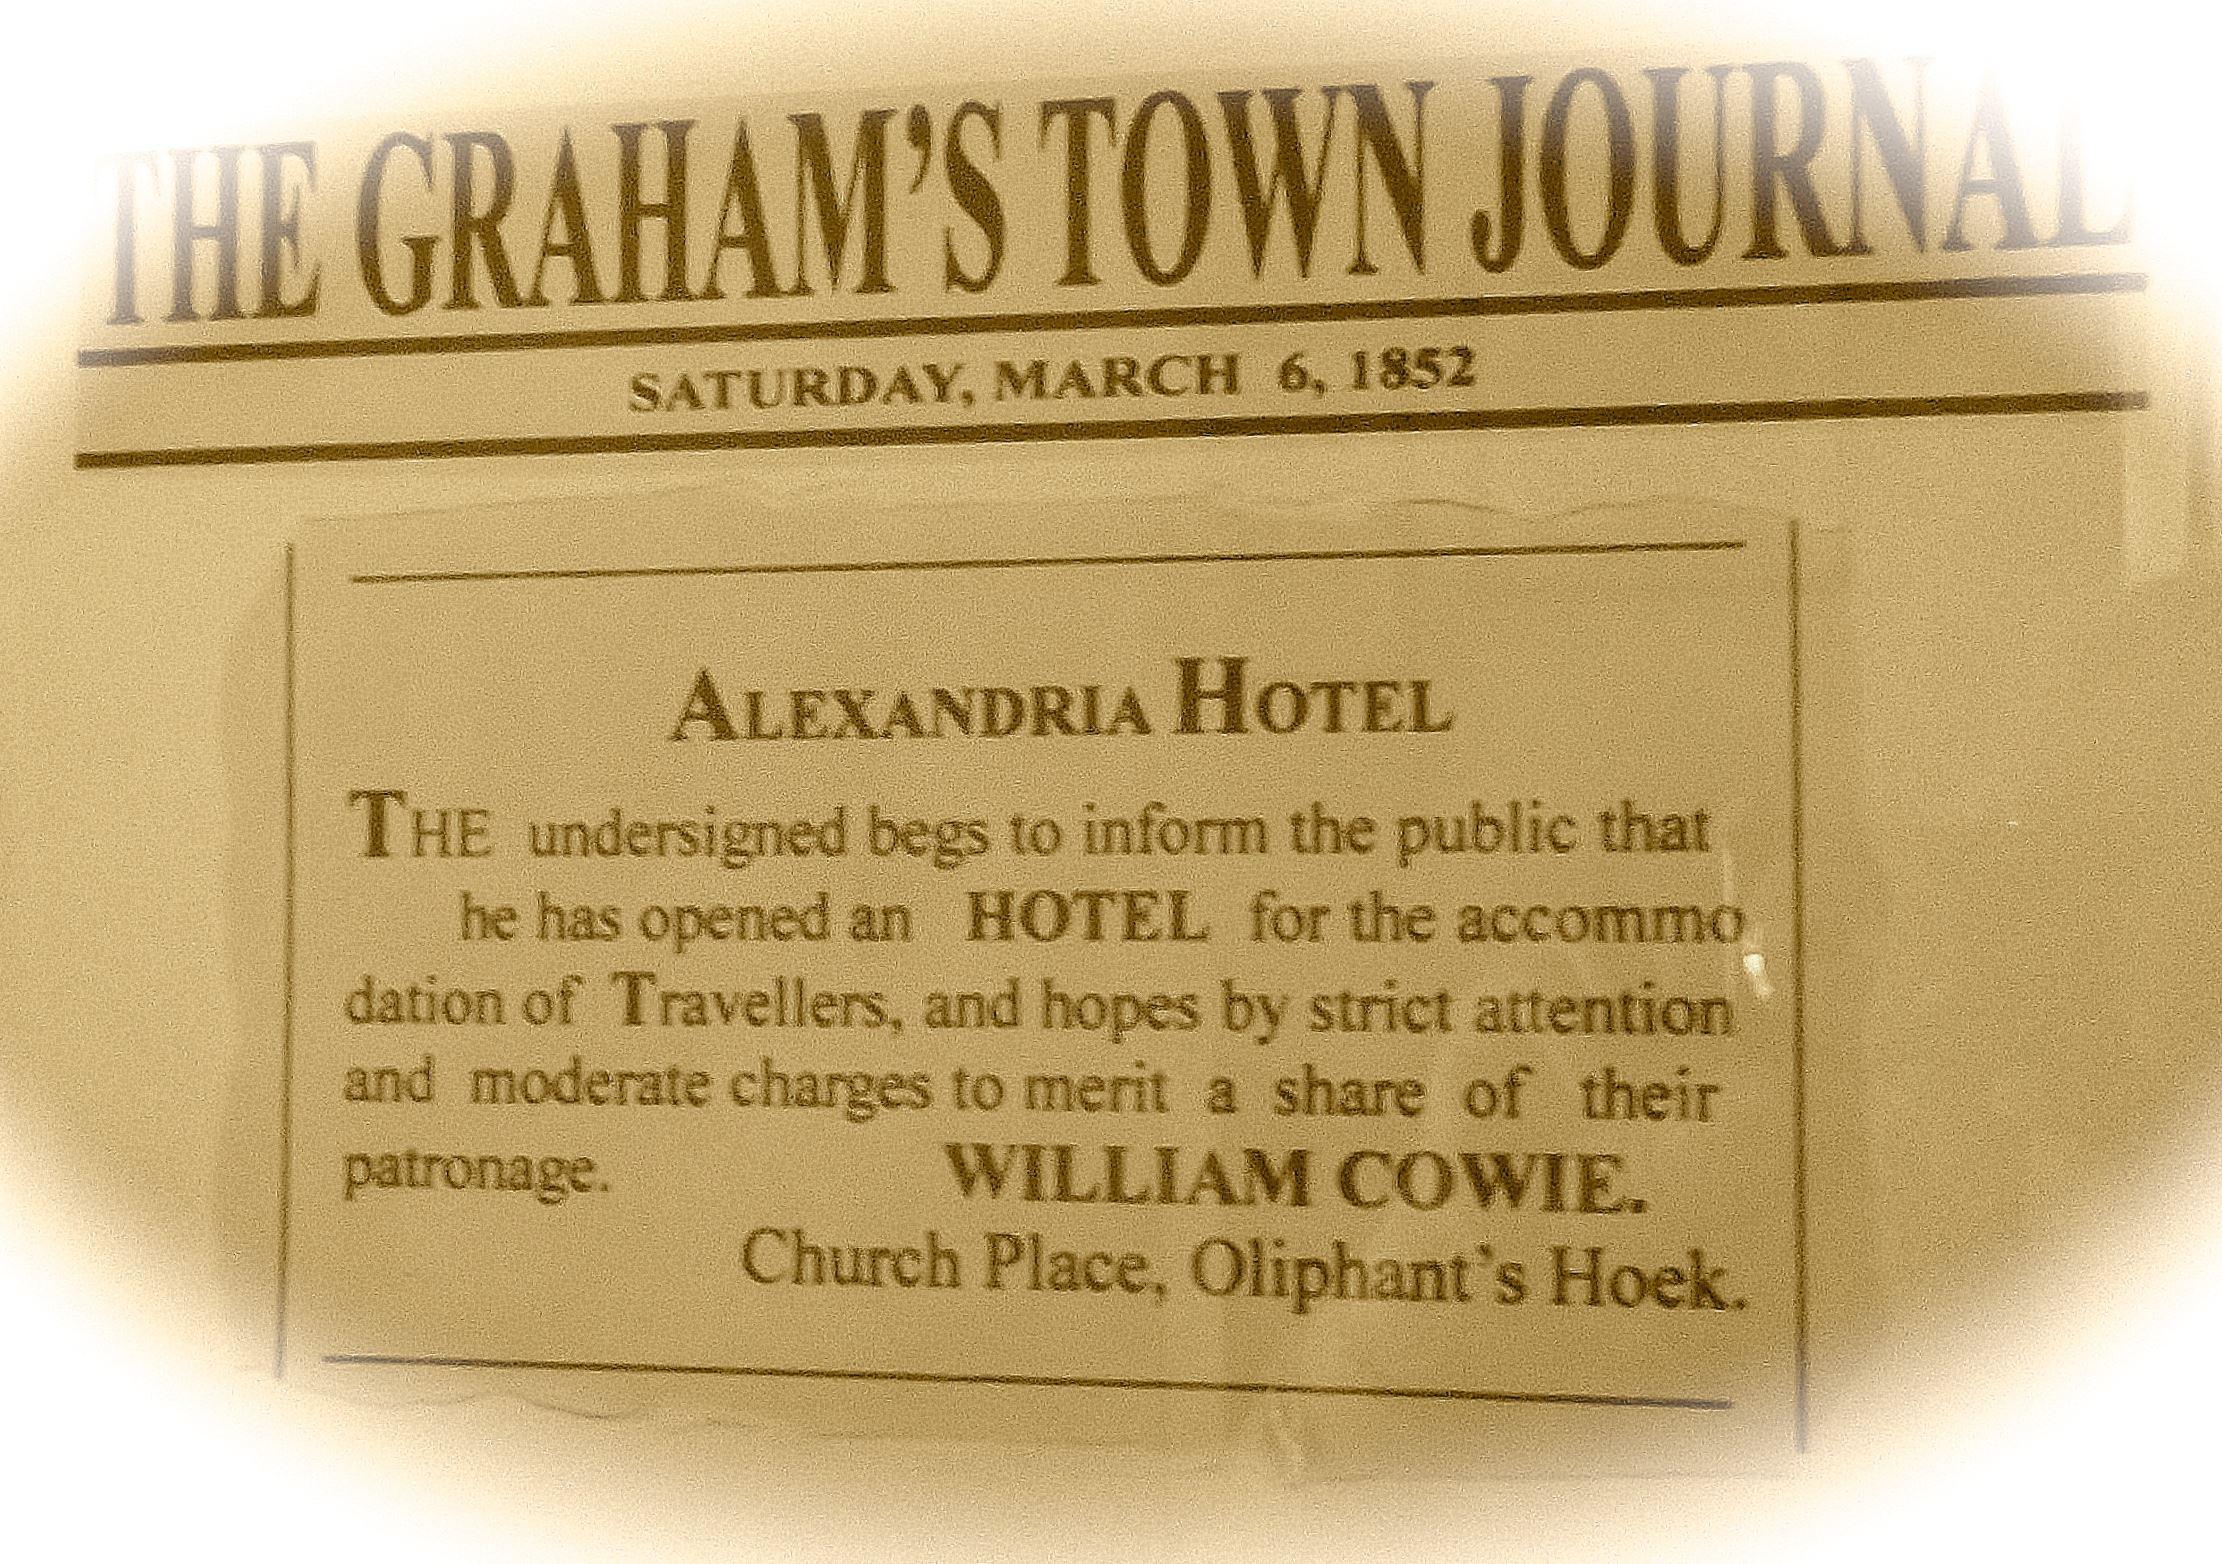 THE GRAHAM'S TOWN JOURNAL
SATURDAY, MARCH 6, 1852
ALEXANDRIA HOTEL
THE undersigned begs to inform the public that
he has opened an HOTEL for the accommo
dation of Travellers, and hopes by strict attention
and moderate charges to merit a share of their
patronage. WILLIAM COWIE.
Church Place, Oliphant's Hoek.